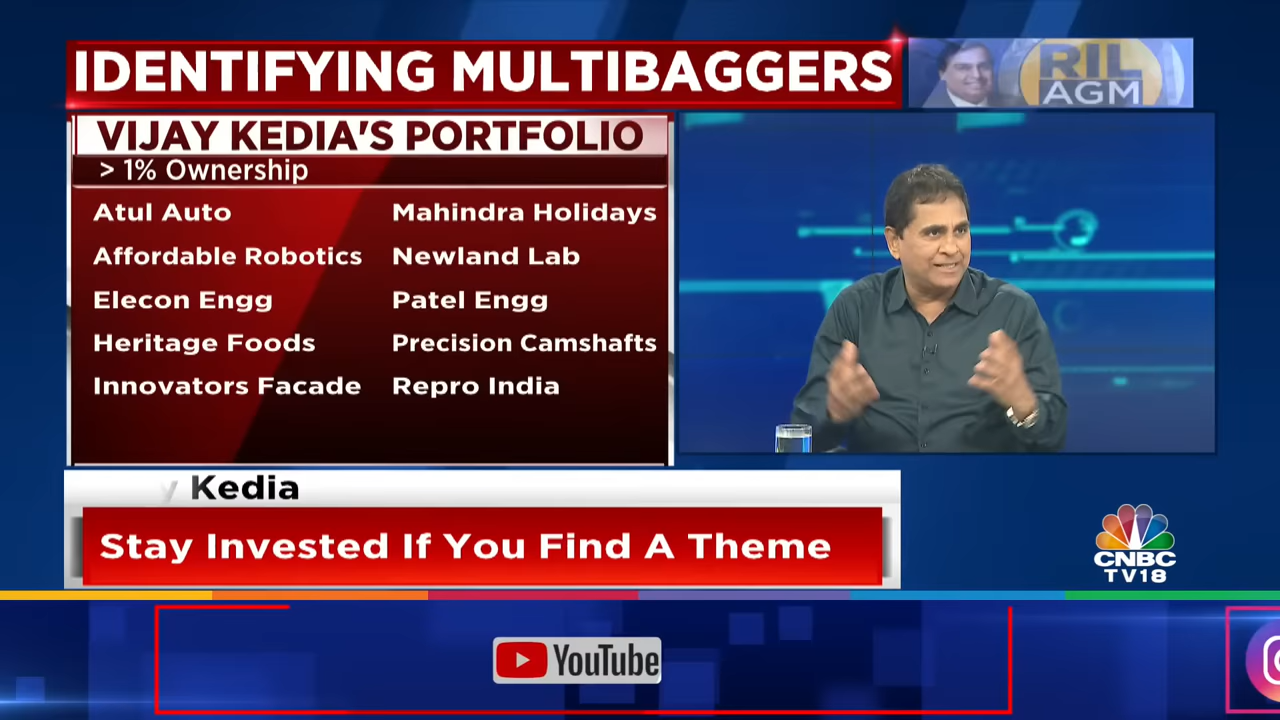 IDENTIFYING MULTIBAGGERS
RIL
AGM
VIJAY KEDIA'S PORTFOLIO
> 1% Ownership
Atul Auto
Mahindra Holidays
Affordable Robotics
Newland Lab
Elecon Engg
Patel Engg
Heritage Foods
Precision Camshafts
Innovators Facade
Repro India
y Kedia
Stay Invested If You Find A Theme
CNBC
TV18
YouTube